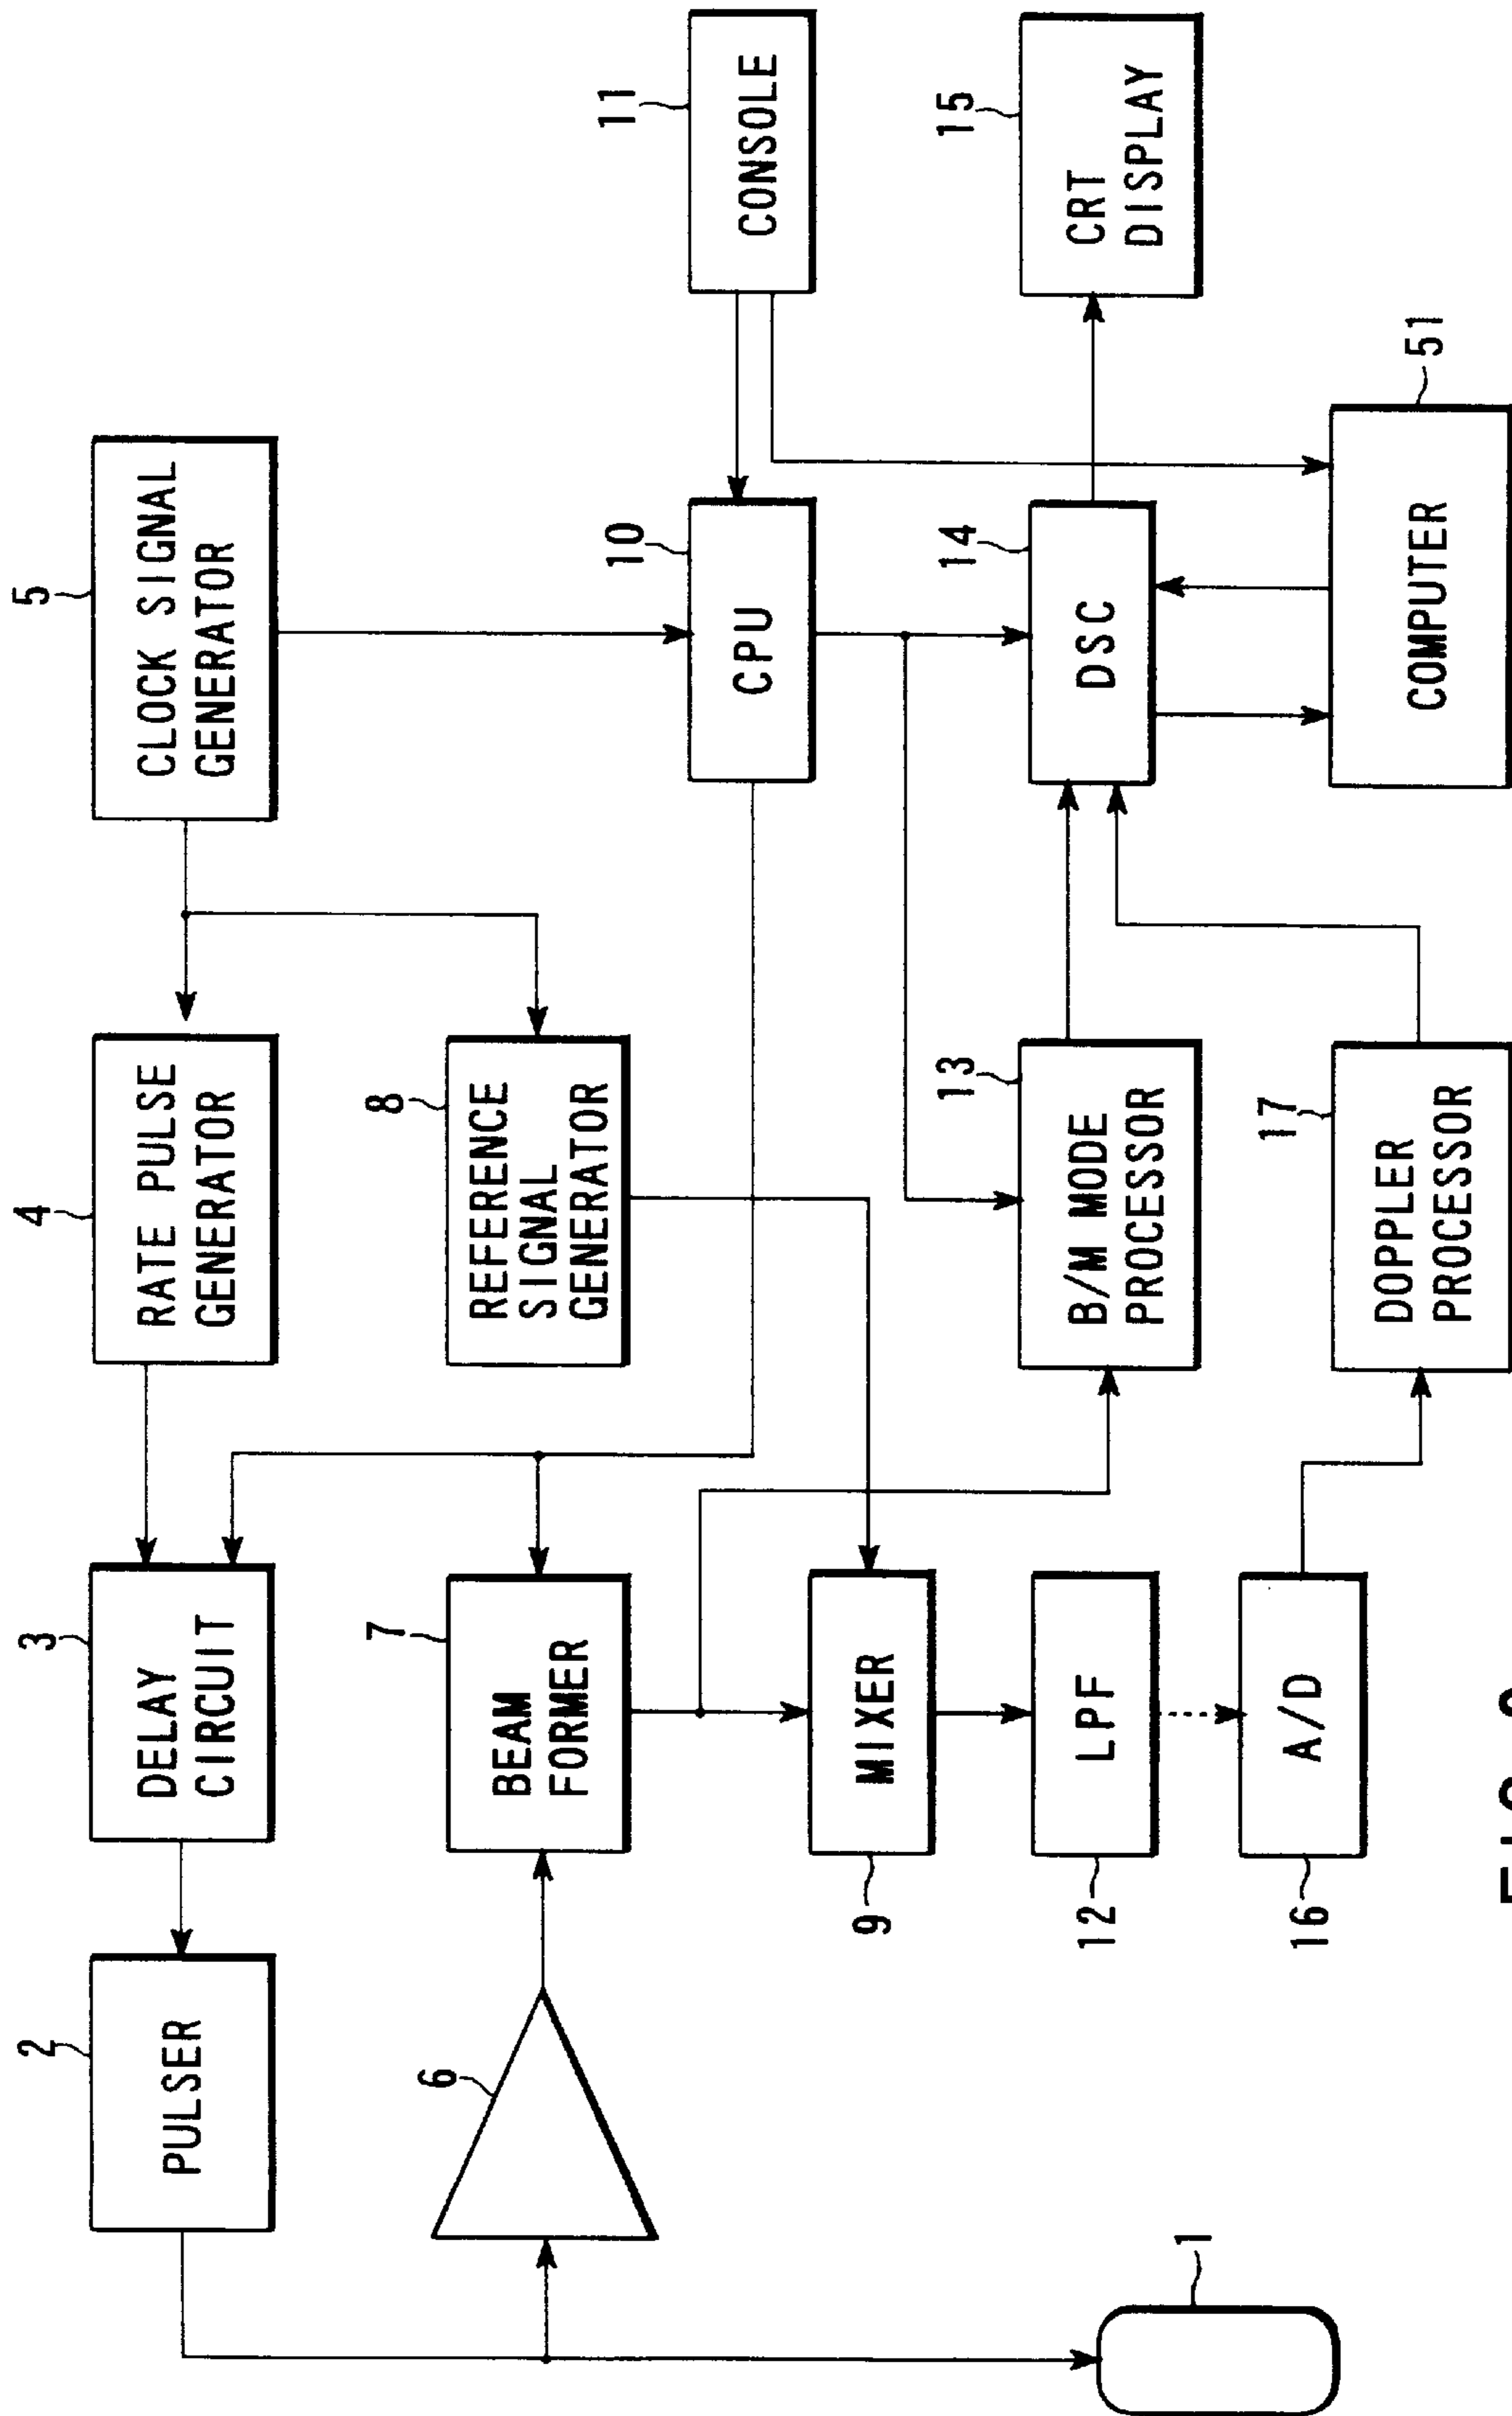 2
PULSER
3
DELAY
CIRCUIT
4
RATE PULSE
GENERATOR
5
CLOCK SIGNAL
GENERATOR
6
7
BEAM
FORMER
8
REFERENCE
SIGNAL
GENERATOR
MIXER
9
10
CPU
11
CONSOLE
LPF
12
13
B/M MODE
PROCESSOR
14
DSC
15
CRT
DISPLAY
1
A/D
16
17
DOPPLER
PROCESSOR
COMPUTER
51